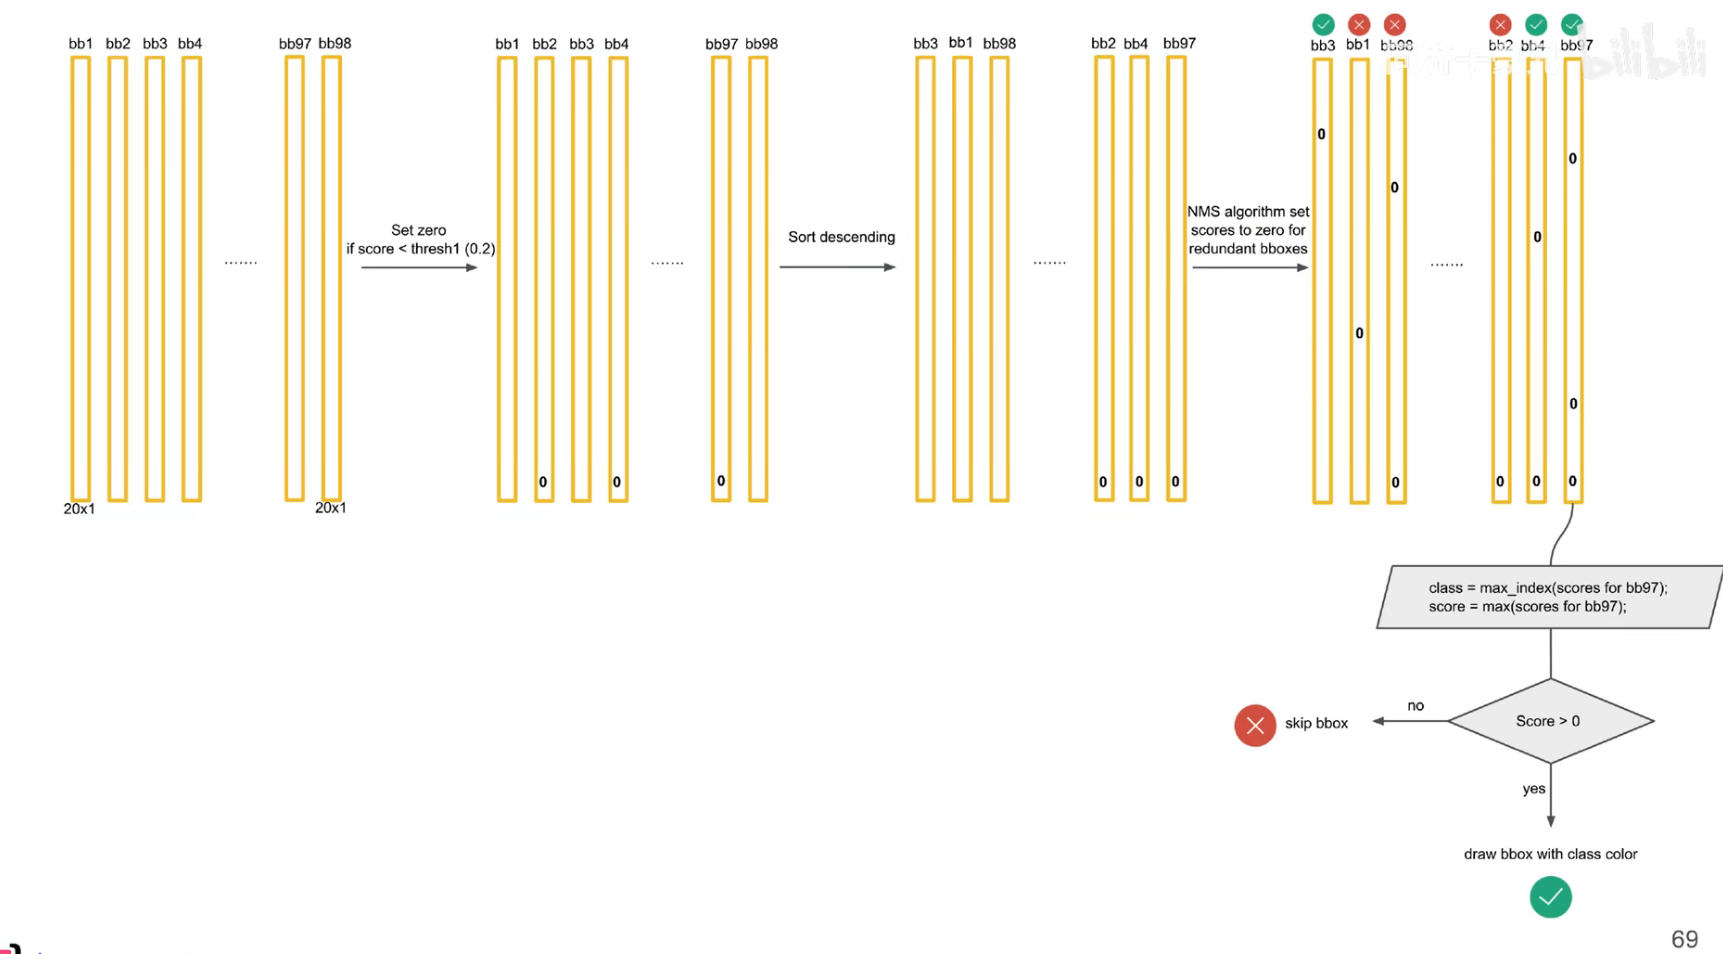 bb1 bb2 bb3 bb4 bb97 bb98
20x1 20x1
.......
Set zero
if score < thresh1 (0.2)
bb1 bb2 bb3 bb4 bb97 bb98
.......
0 0 0
Sort descending
bb3 bb1 bb98 bb2 bb4 bb97
.......
0 0 0
NMS algorithm set
scores to zero for
redundant bboxes
bb3 bb1 bb98 bb2 bb4 bb97
bilibili
0
0
0
0
.......
0
0
0 0 0 0
class = max_index(scores for bb97);
score = max(scores for bb97);
Score > 0
no
skip bbox
yes
draw bbox with class color
69